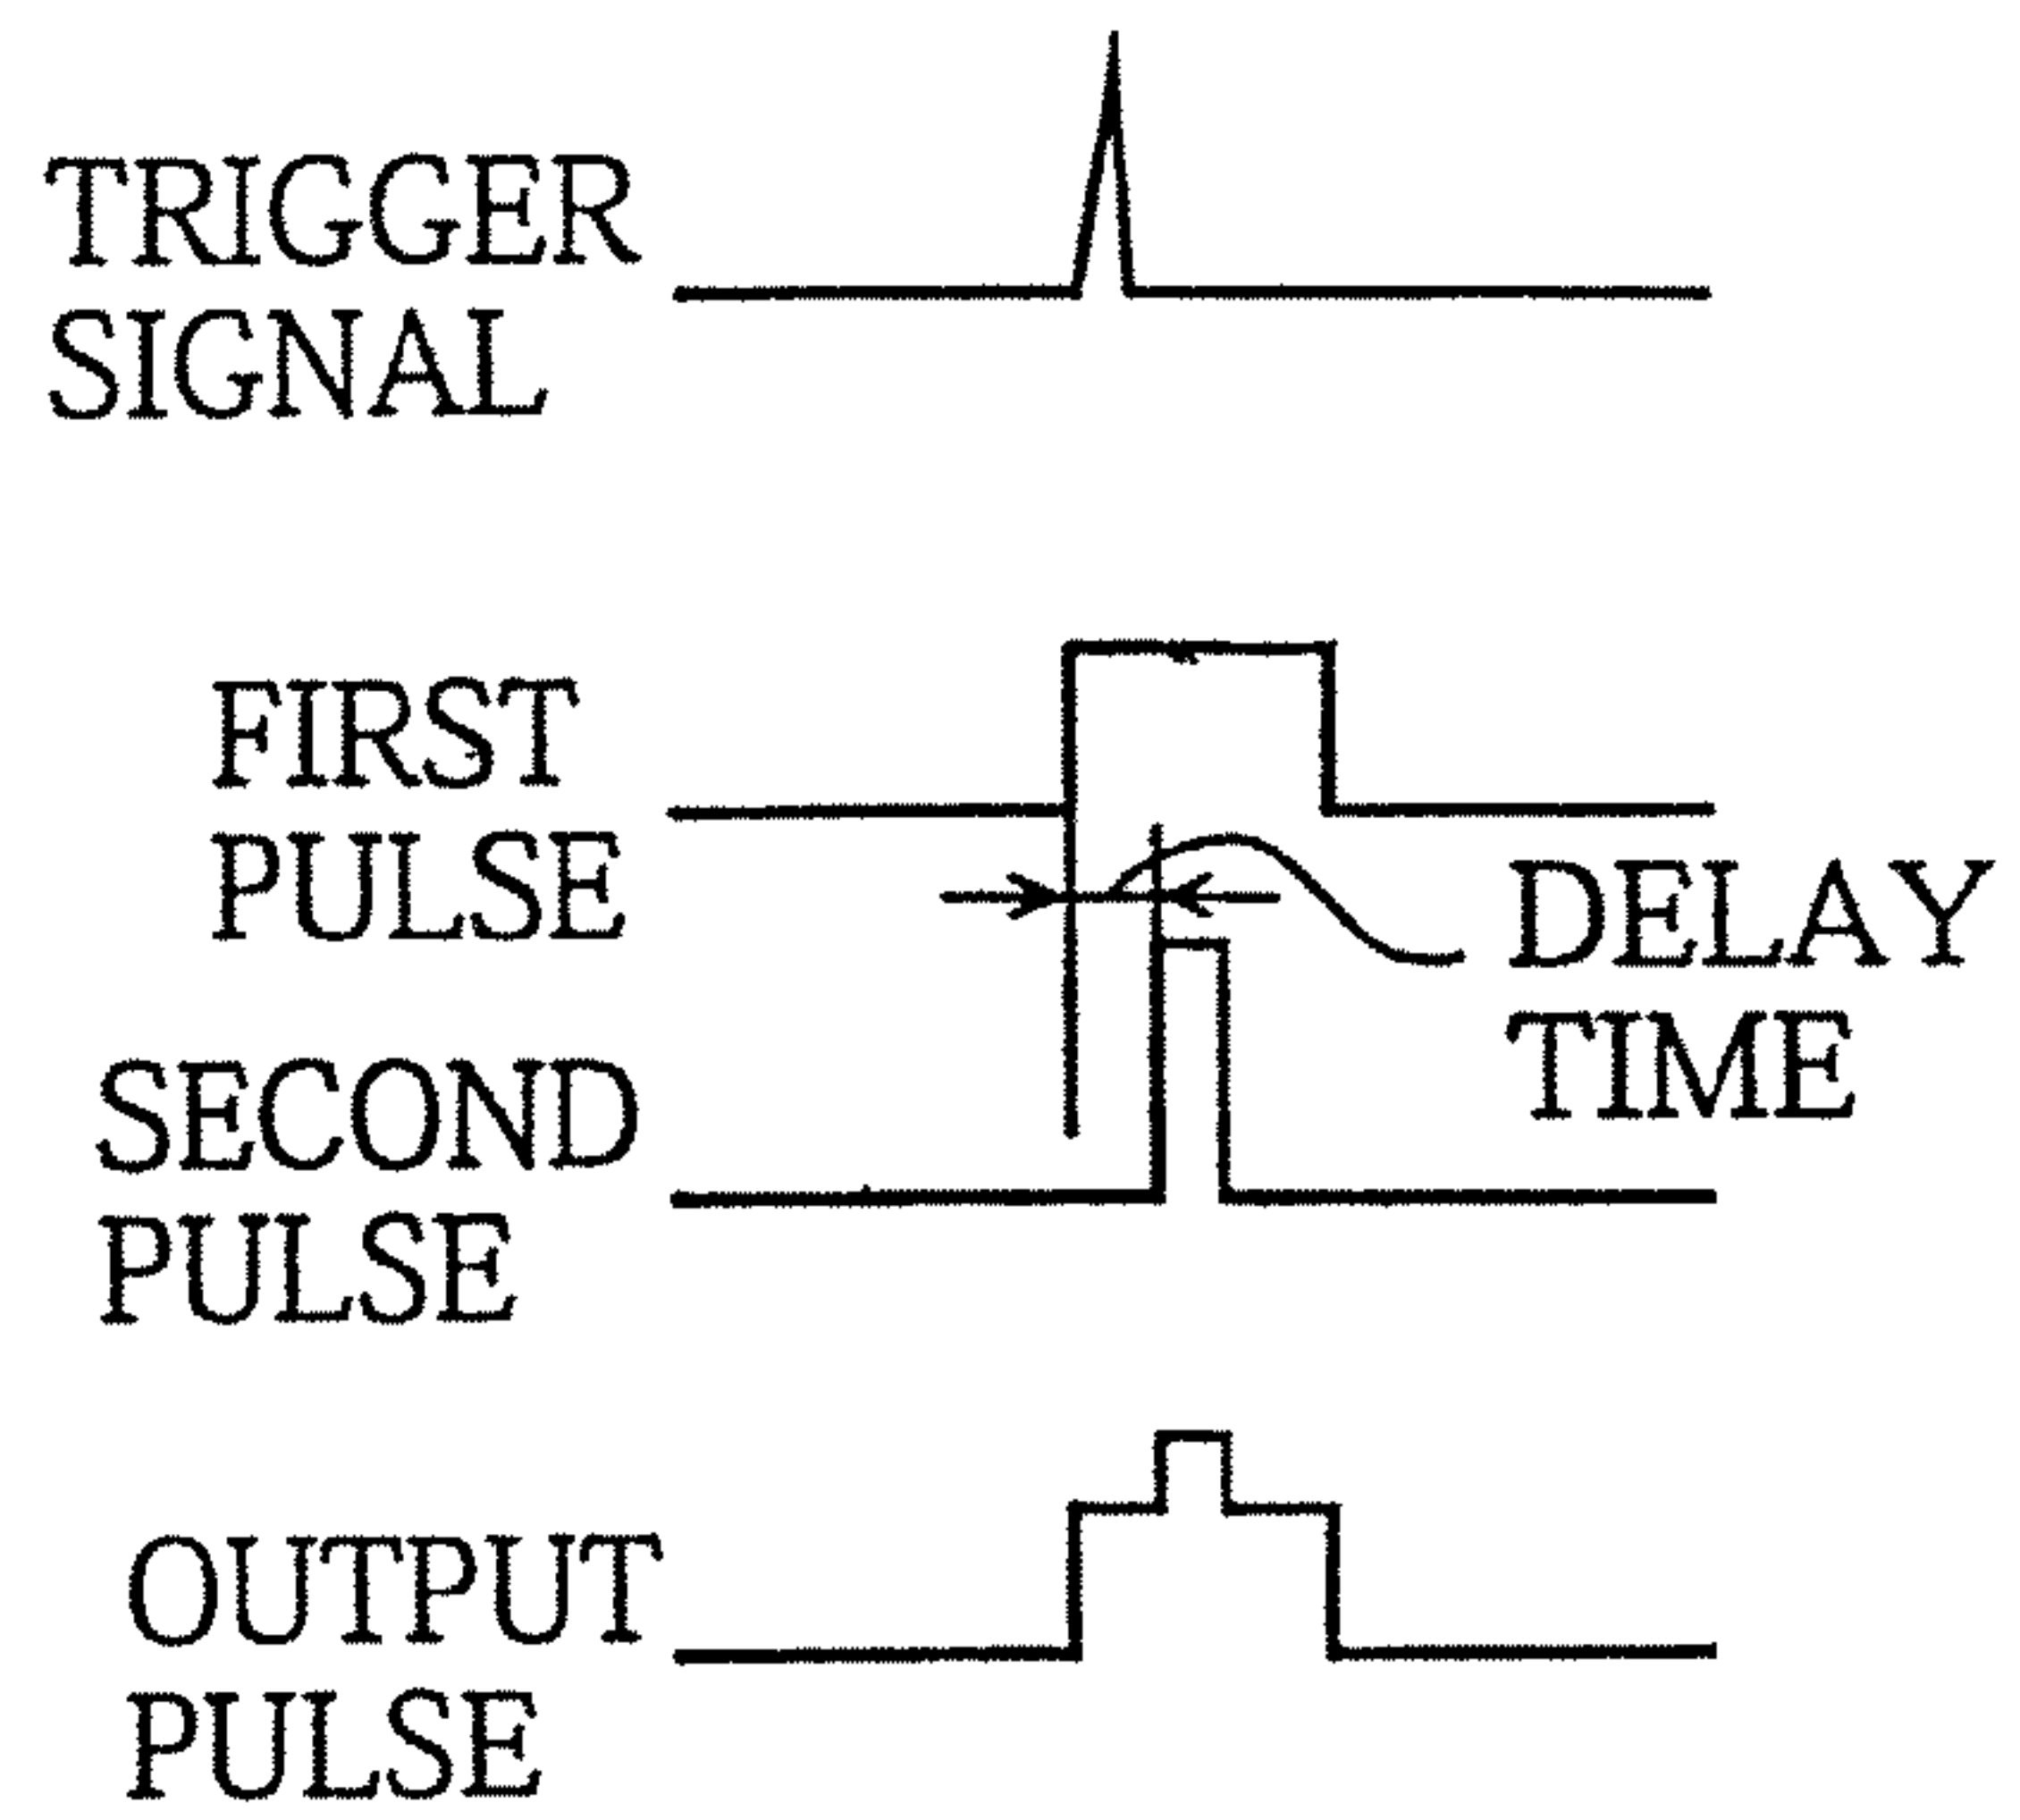 TRIGGER
SIGNAL
FIRST
PULSE
DELAY
TIME
SECOND
PULSE
OUTPUT
PULSE